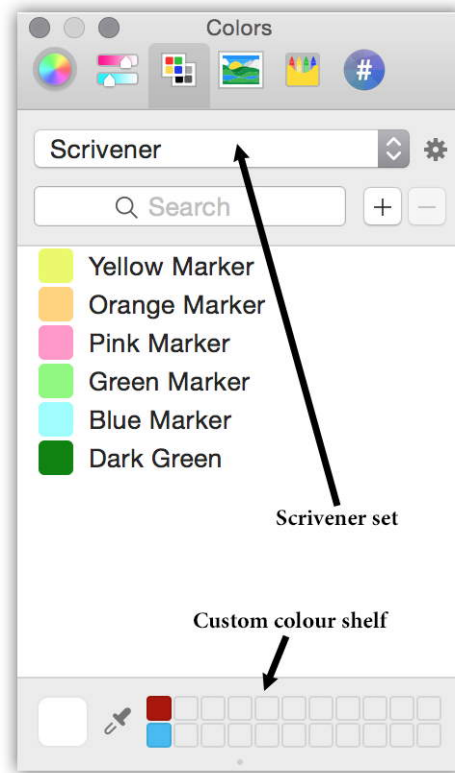 Colors
#
Scrivener
Search
Yellow Marker
Orange Marker
Pink Marker
Green Marker
Blue Marker
Dark Green
Scrivener set
Custom colour shelf